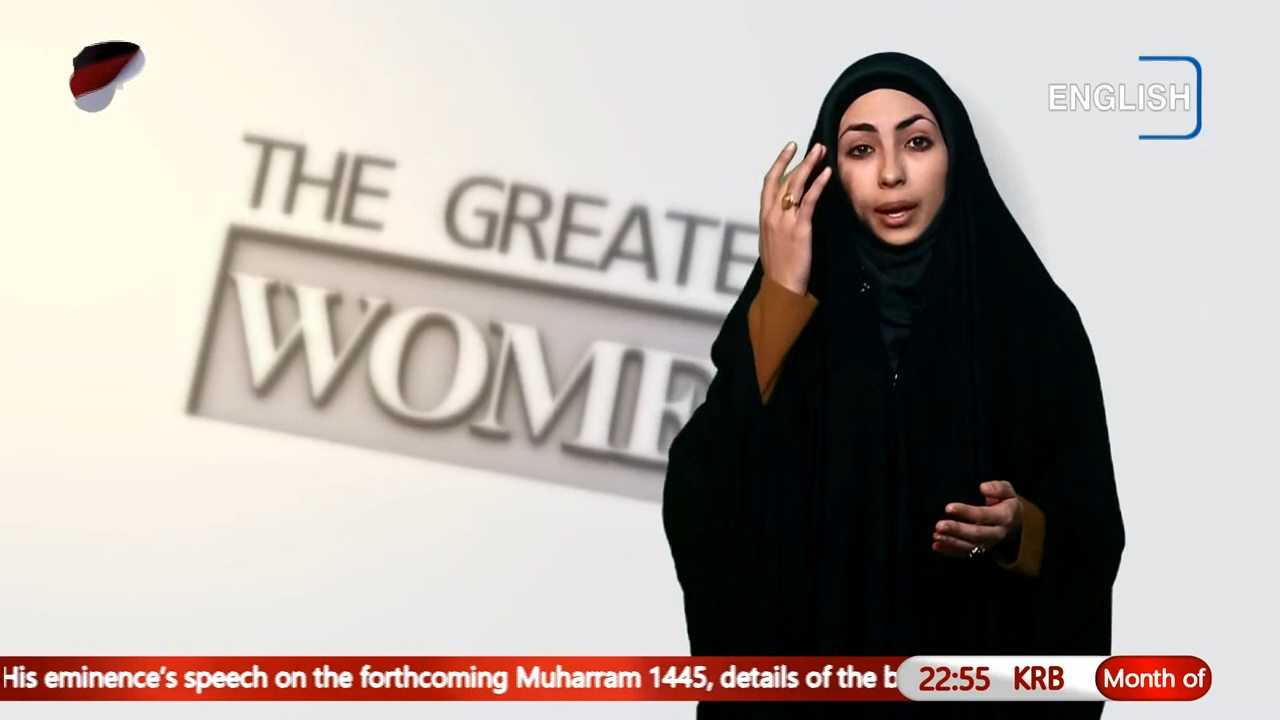 ENGLISH
THE GREATE
WOME
His eminence's speech on the forthcoming Muharram 1445, details of the b
22:55 KRB
Month of